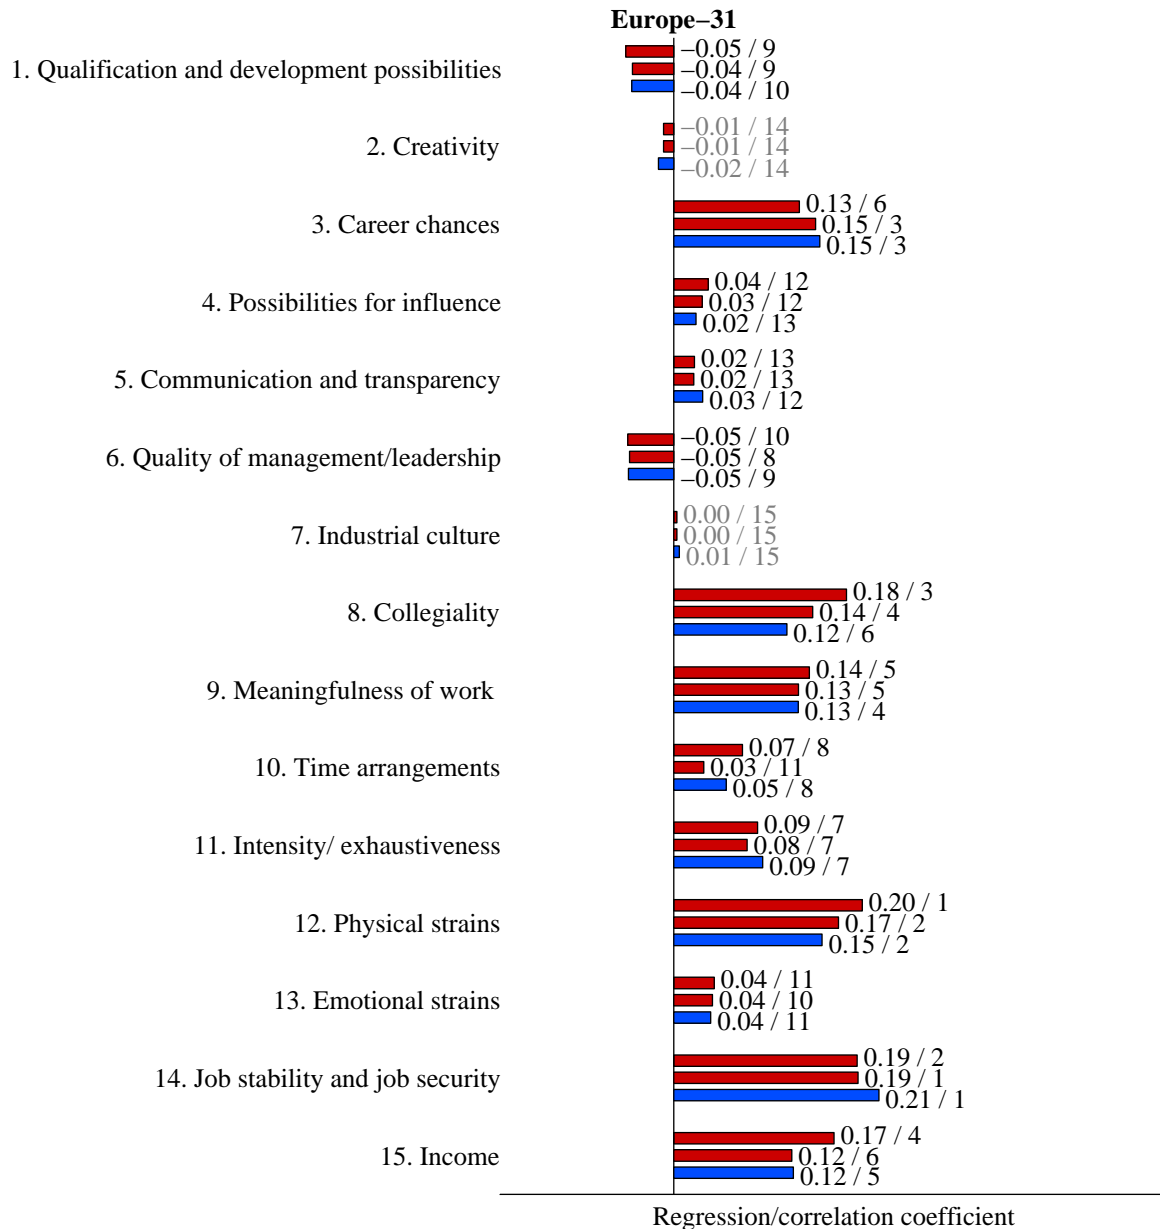 Europe−31
1. Qualification and development possibilities
−0.05 / 9
−0.04 / 9
−0.04 / 10
2. Creativity
−0.01 / 14
−0.01 / 14
−0.02 / 14
3. Career chances
0.13 / 6
0.15 / 3
0.15 / 3
4. Possibilities for influence
0.04 / 12
0.03 / 12
0.02 / 13
5. Communication and transparency
0.02 / 13
0.02 / 13
0.03 / 12
6. Quality of management/leadership
−0.05 / 10
−0.05 / 8
−0.05 / 9
7. Industrial culture
0.00 / 15
0.00 / 15
0.01 / 15
8. Collegiality
0.18 / 3
0.14 / 4
0.12 / 6
9. Meaningfulness of work
0.14 / 5
0.13 / 5
0.13 / 4
10. Time arrangements
0.07 / 8
0.03 / 11
0.05 / 8
11. Intensity/ exhaustiveness
0.09 / 7
0.08 / 7
0.09 / 7
12. Physical strains
0.20 / 1
0.17 / 2
0.15 / 2
13. Emotional strains
0.04 / 11
0.04 / 10
0.04 / 11
14. Job stability and job security
0.19 / 2
0.19 / 1
0.21 / 1
15. Income
0.17 / 4
0.12 / 6
0.12 / 5
Regression/correlation coefficient